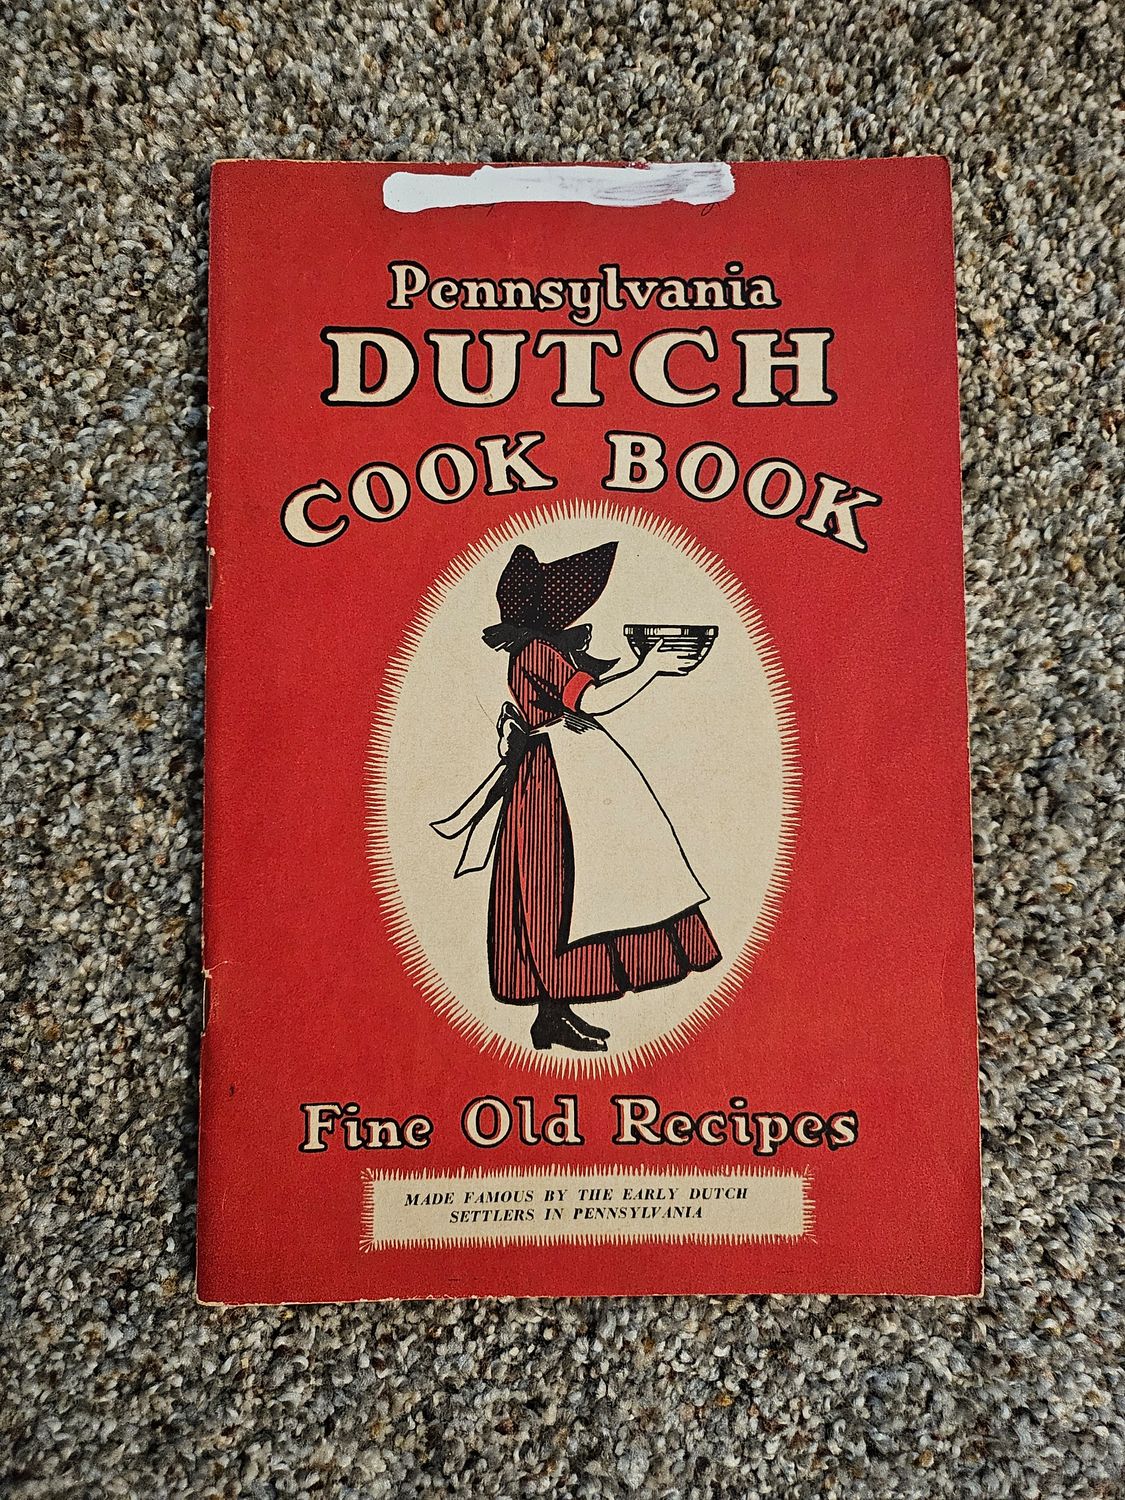 Pennsylvania
DUTCH
COOK BOOK
Fine Old Recipes
MADE FAMOUS BY THE EARLY DUTCH
SETTLERS IN PENNSYLVANIA